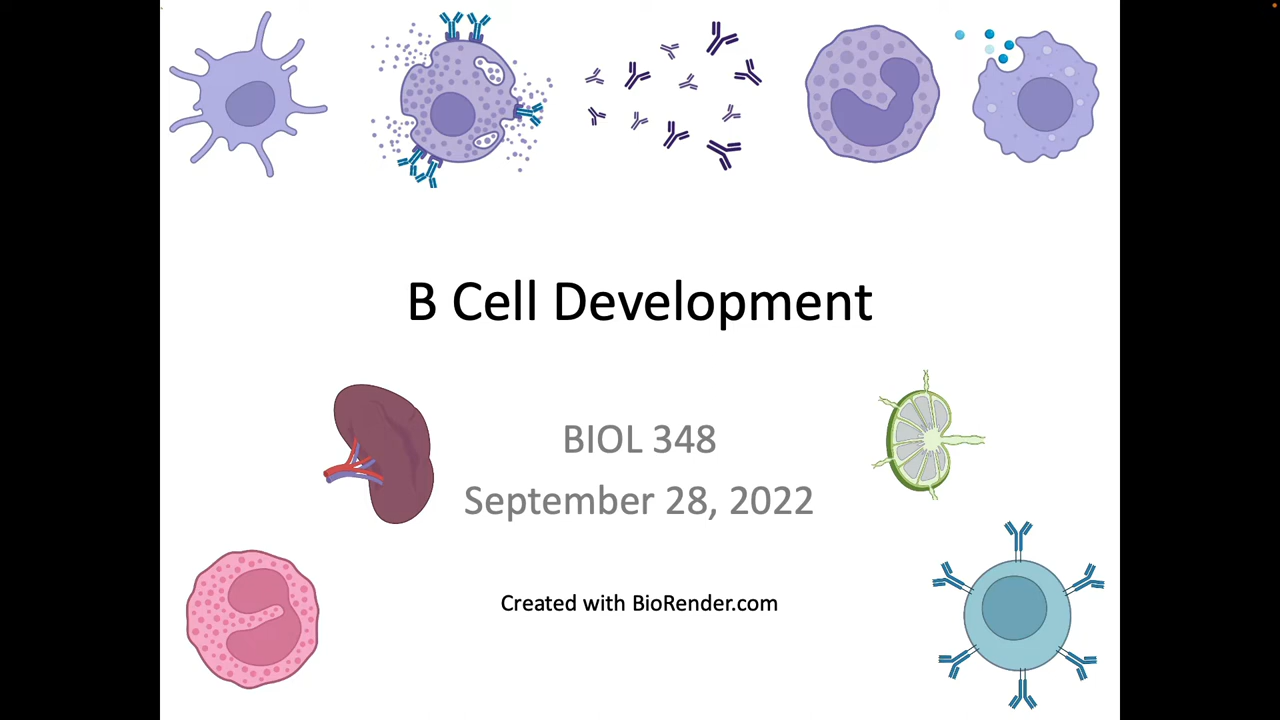 B Cell Development
BIOL 348
September 28, 2022
Created with BioRender.com